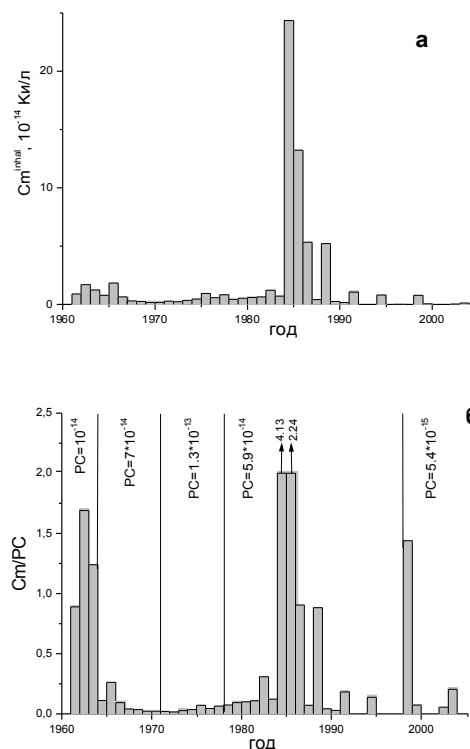 а
Cm^inhal, 10^-14 Ки/л
20
10
0
1960 1970 1980 1990 2000
год
б
Cm/PC
2,5
2,0
1,5
1,0
0,5
0,0
PC=10^-14
PC=7*10^-14
PC=1.3*10^-13
PC=5.9*10^-14
4.13
2.24
PC=5.4*10^-15
1960 1970 1980 1990 2000
год